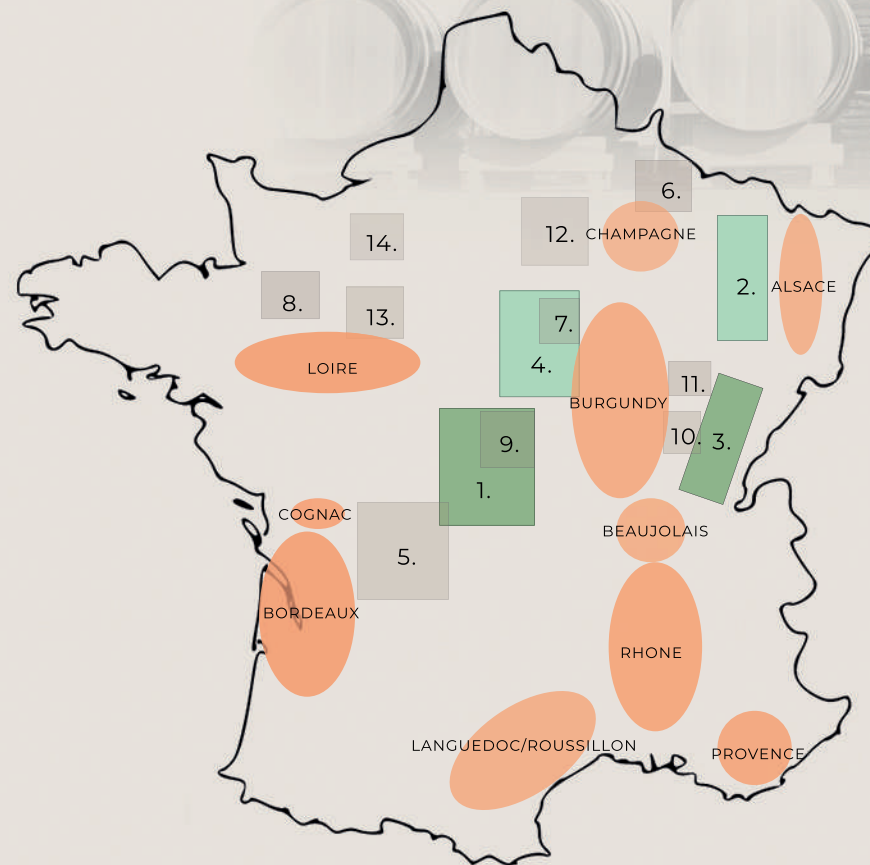 6.
12.
CHAMPAGNE
14.
2.
ALSACE
8.
13.
7.
LOIRE
4.
11.
BURGUNDY
10.
3.
9.
1.
COGNAC
BEAUJOLAIS
5.
BORDEAUX
RHONE
LANGUEDOC/ROUSSILLON
PROVENCE